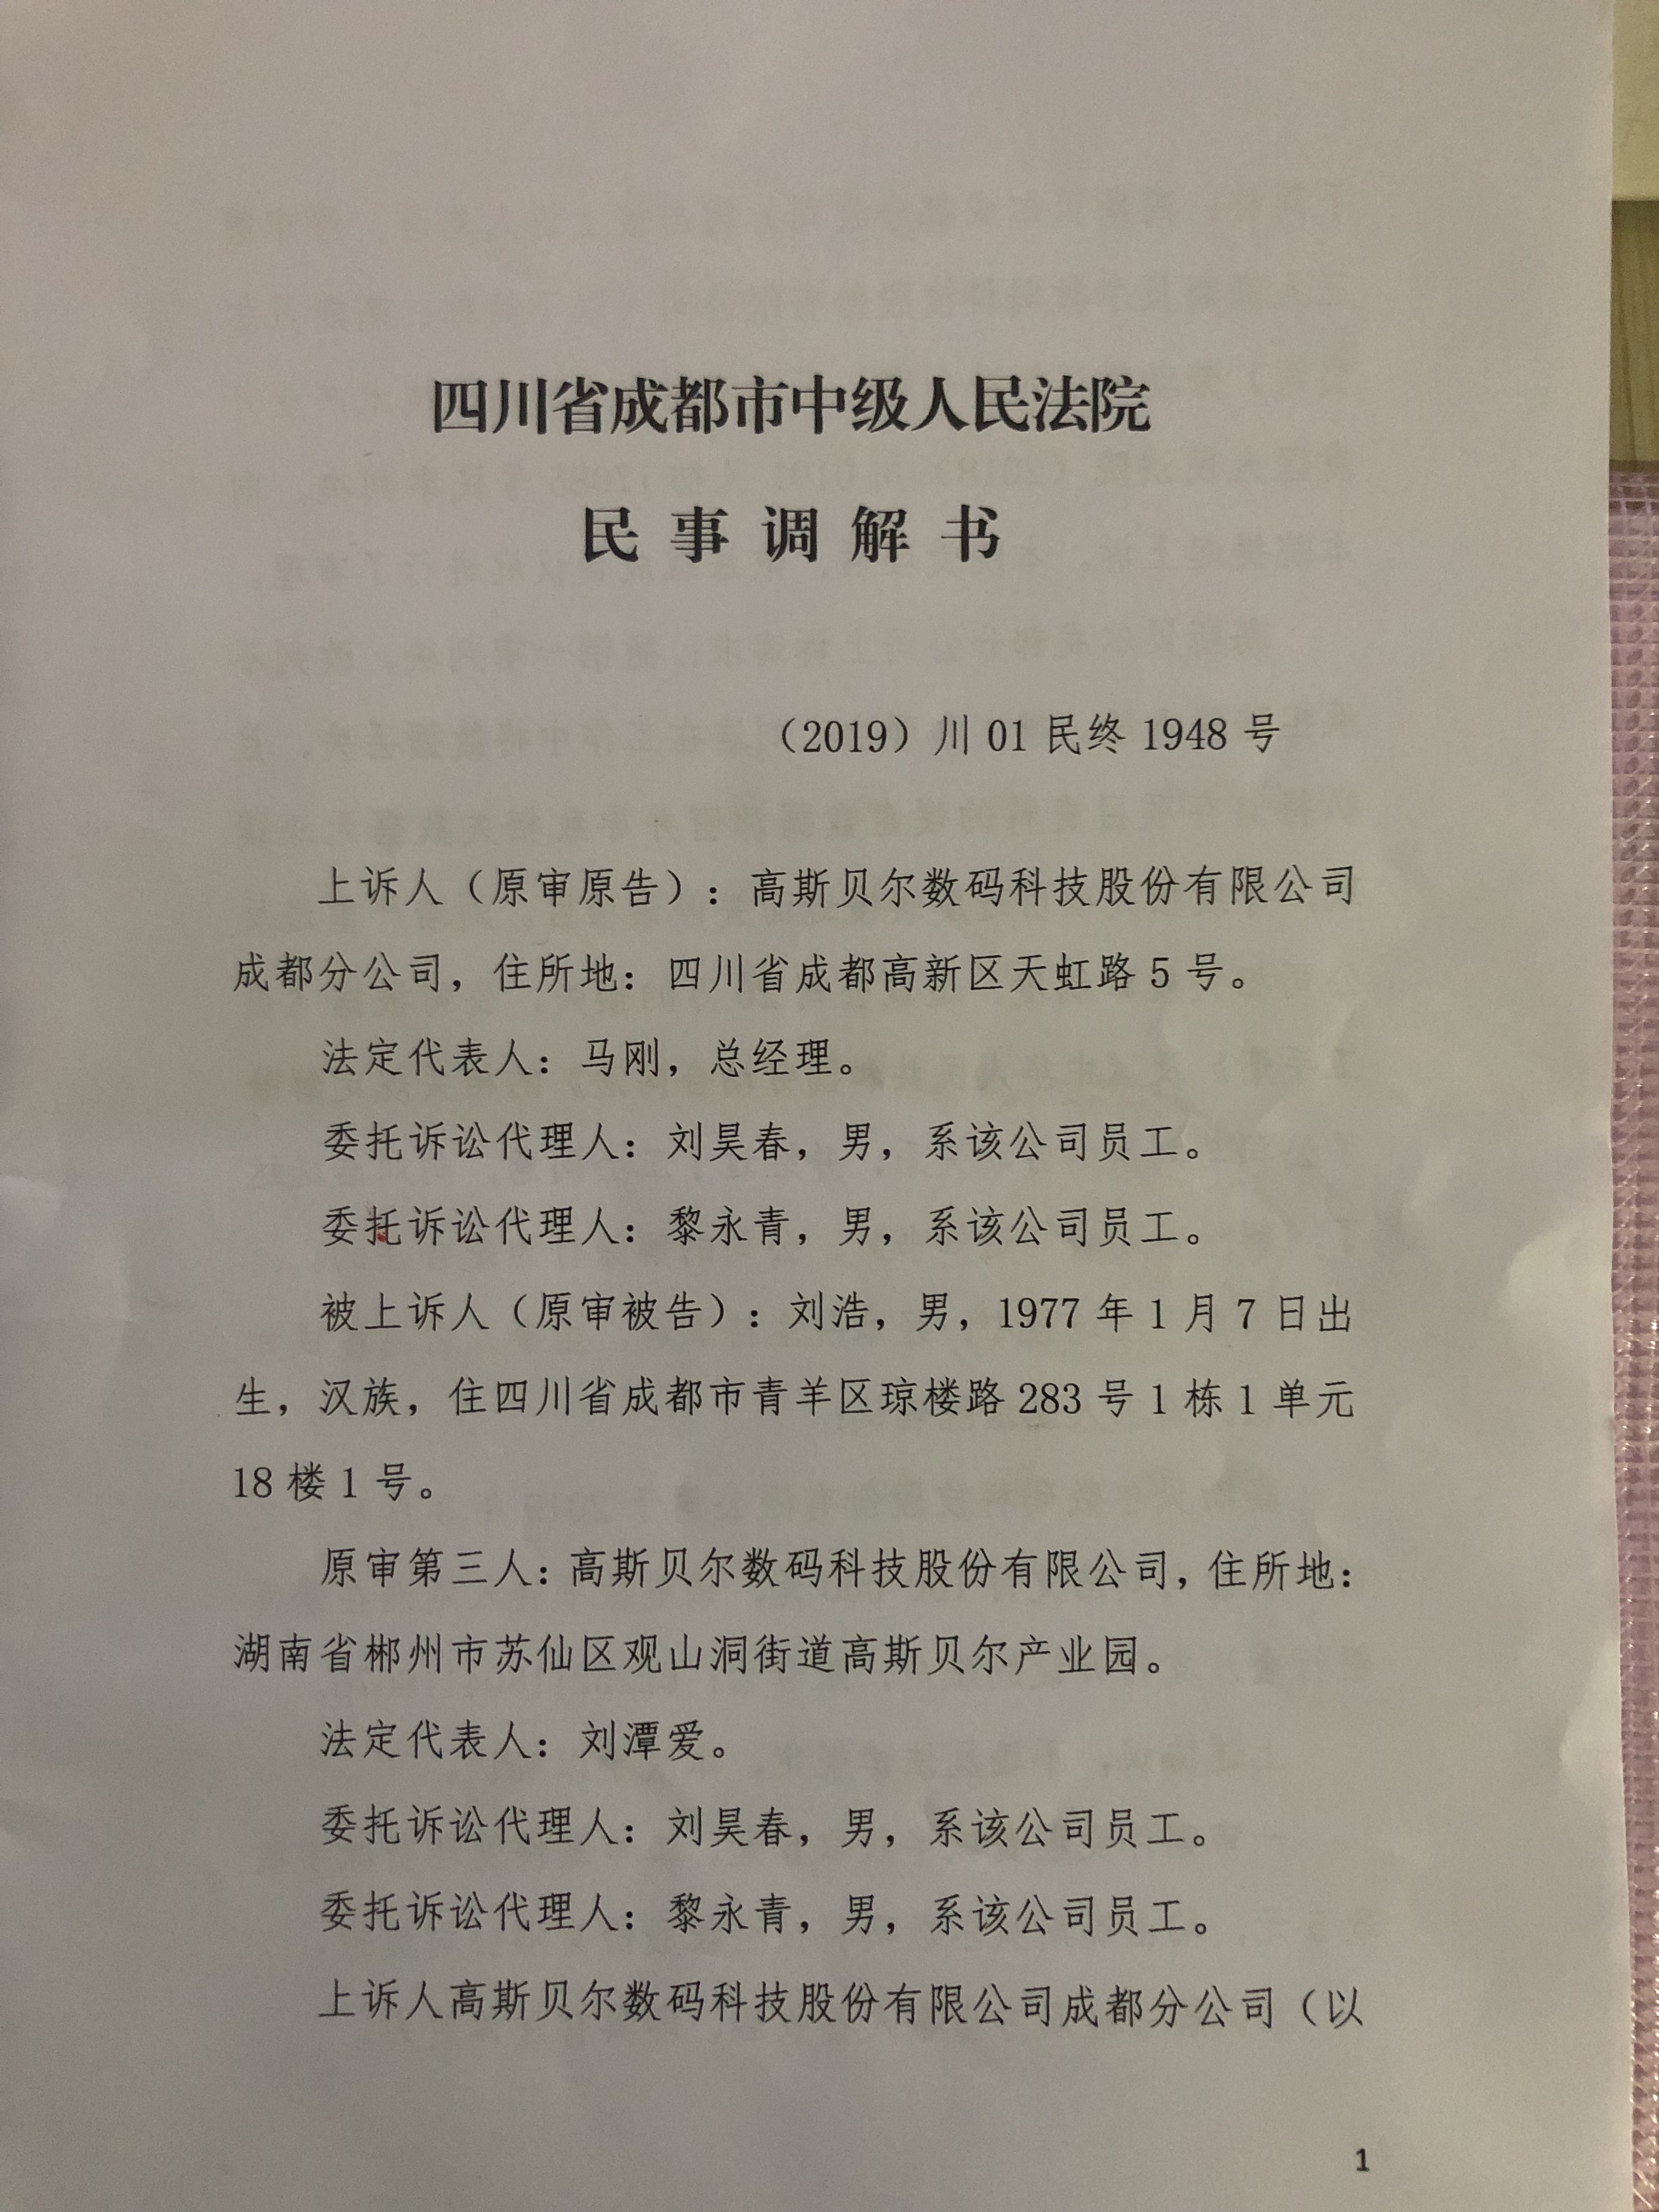 四川省成都市中级人民法院
民事调解书
（2019）川 01 民终 1948 号
上诉人（原审原告）：高斯贝尔数码科技股份有限公司
成都分公司，住所地：四川省成都高新区天虹路 5 号。
法定代表人：马刚，总经理。
委托诉讼代理人：刘昊春，男，系该公司员工。
委托诉讼代理人：黎永青，男，系该公司员工。
被上诉人（原审被告）：刘浩，男，1977 年 1 月 7 日出
生，汉族，住四川省成都市青羊区琼楼路 283 号 1 栋 1 单元
18 楼 1 号。
原审第三人：高斯贝尔数码科技股份有限公司，住所地：
湖南省郴州市苏仙区观山洞街道高斯贝尔产业园。
法定代表人：刘潭爱。
委托诉讼代理人：刘昊春，男，系该公司员工。
委托诉讼代理人：黎永青，男，系该公司员工。
上诉人高斯贝尔数码科技股份有限公司成都分公司（以
1